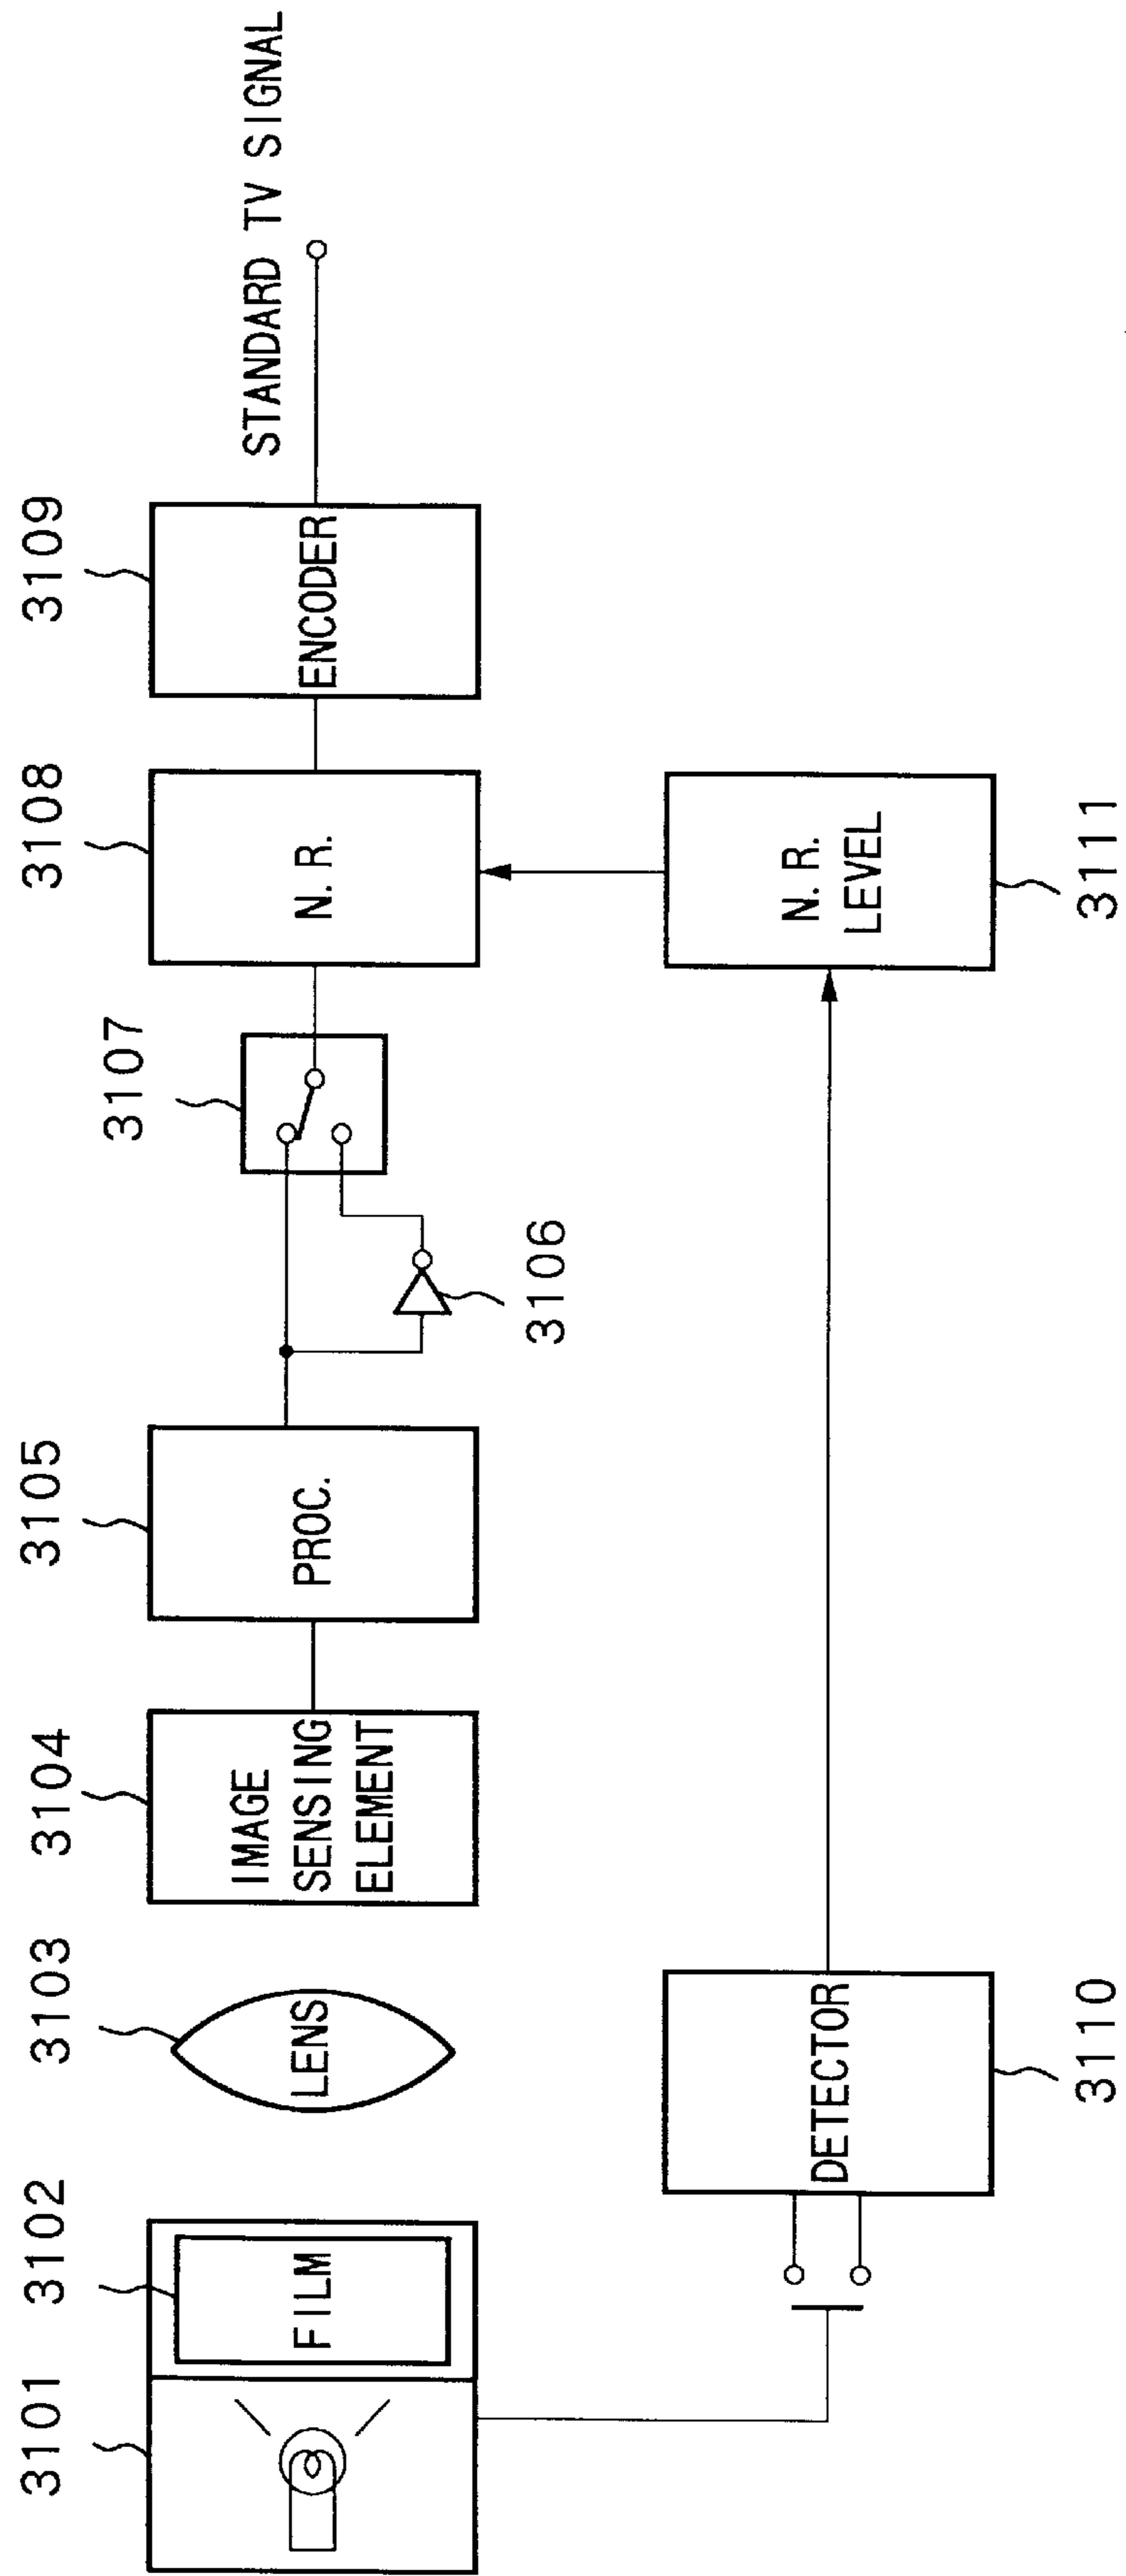 3101
3102
3103
3104
3105
3107
3108
3109
FILM
LENS
IMAGE
SENSING
ELEMENT
PROC.
N. R.
ENCODER
STANDARD TV SIGNAL
3106
DETECTOR
N. R.
LEVEL
3110
3111